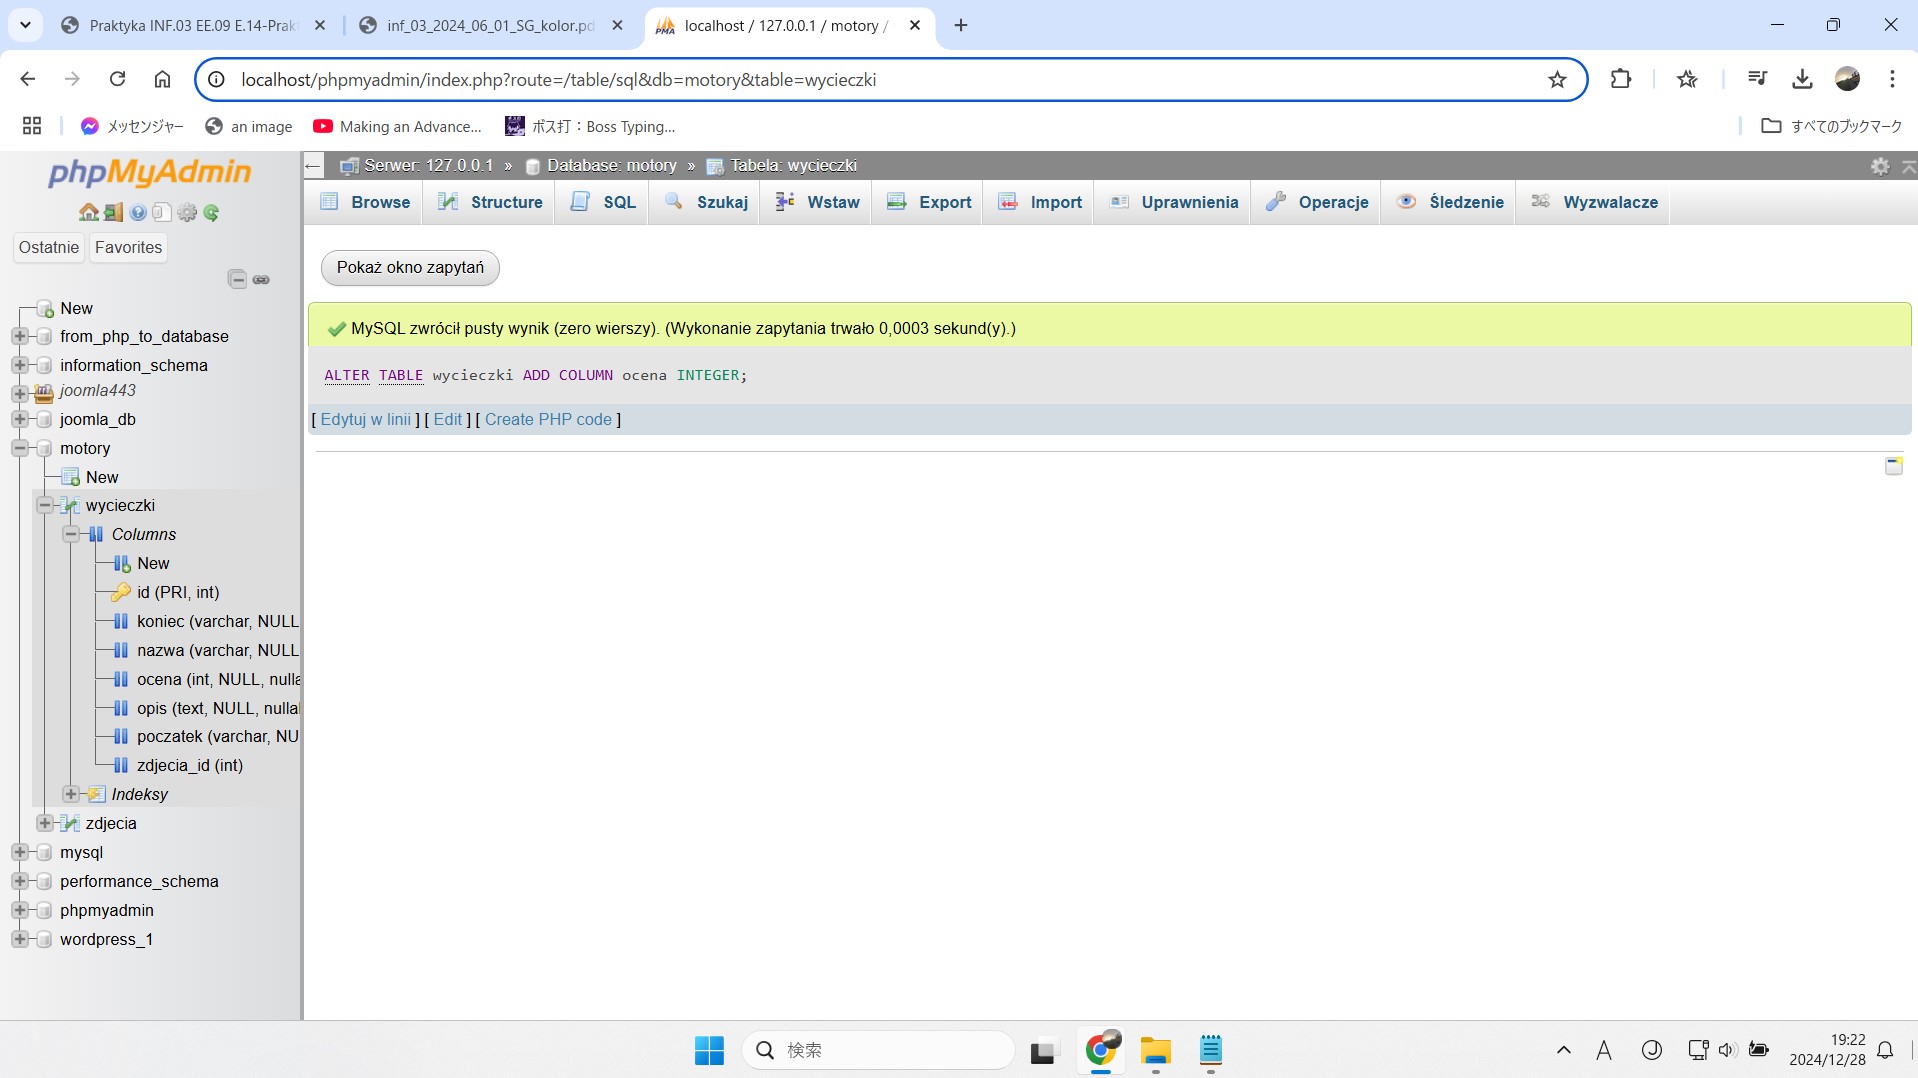 Praktyka INF.03 EE.09 E.14-Prak
inf_03_2024_06_01_SG_kolor.pd
localhost / 127.0.0.1 / motory /
localhost/phpmyadmin/index.php?route=/table/sql&db=motory&table=wycieczki
メッセンジャー
an image
Making an Advance...
ボス打：Boss Typing...
すべてのブックマーク
phpMyAdmin
Ostatnie
Favorites
New
from_php_to_database
information_schema
joomla443
joomla_db
motory
New
wycieczki
Columns
New
id (PRI, int)
koniec (varchar, NULL
nazwa (varchar, NULL
ocena (int, NULL, nulla
opis (text, NULL, nullal
poczatek (varchar, NU
zdjecia_id (int)
Indeksy
zdjecia
mysql
performance_schema
phpmyadmin
wordpress_1
Serwer: 127.0.0.1 » Database: motory » Tabela: wycieczki
Browse
Structure
SQL
Szukaj
Wstaw
Export
Import
Uprawnienia
Operacje
Śledzenie
Wyzwalacze
Pokaż okno zapytań
MySQL zwrócił pusty wynik (zero wierszy). (Wykonanie zapytania trwało 0,0003 sekund(y).)
ALTER TABLE wycieczki ADD COLUMN ocena INTEGER;
[ Edytuj w linii ] [ Edit ] [ Create PHP code ]
検索
A
J
19:22
2024/12/28